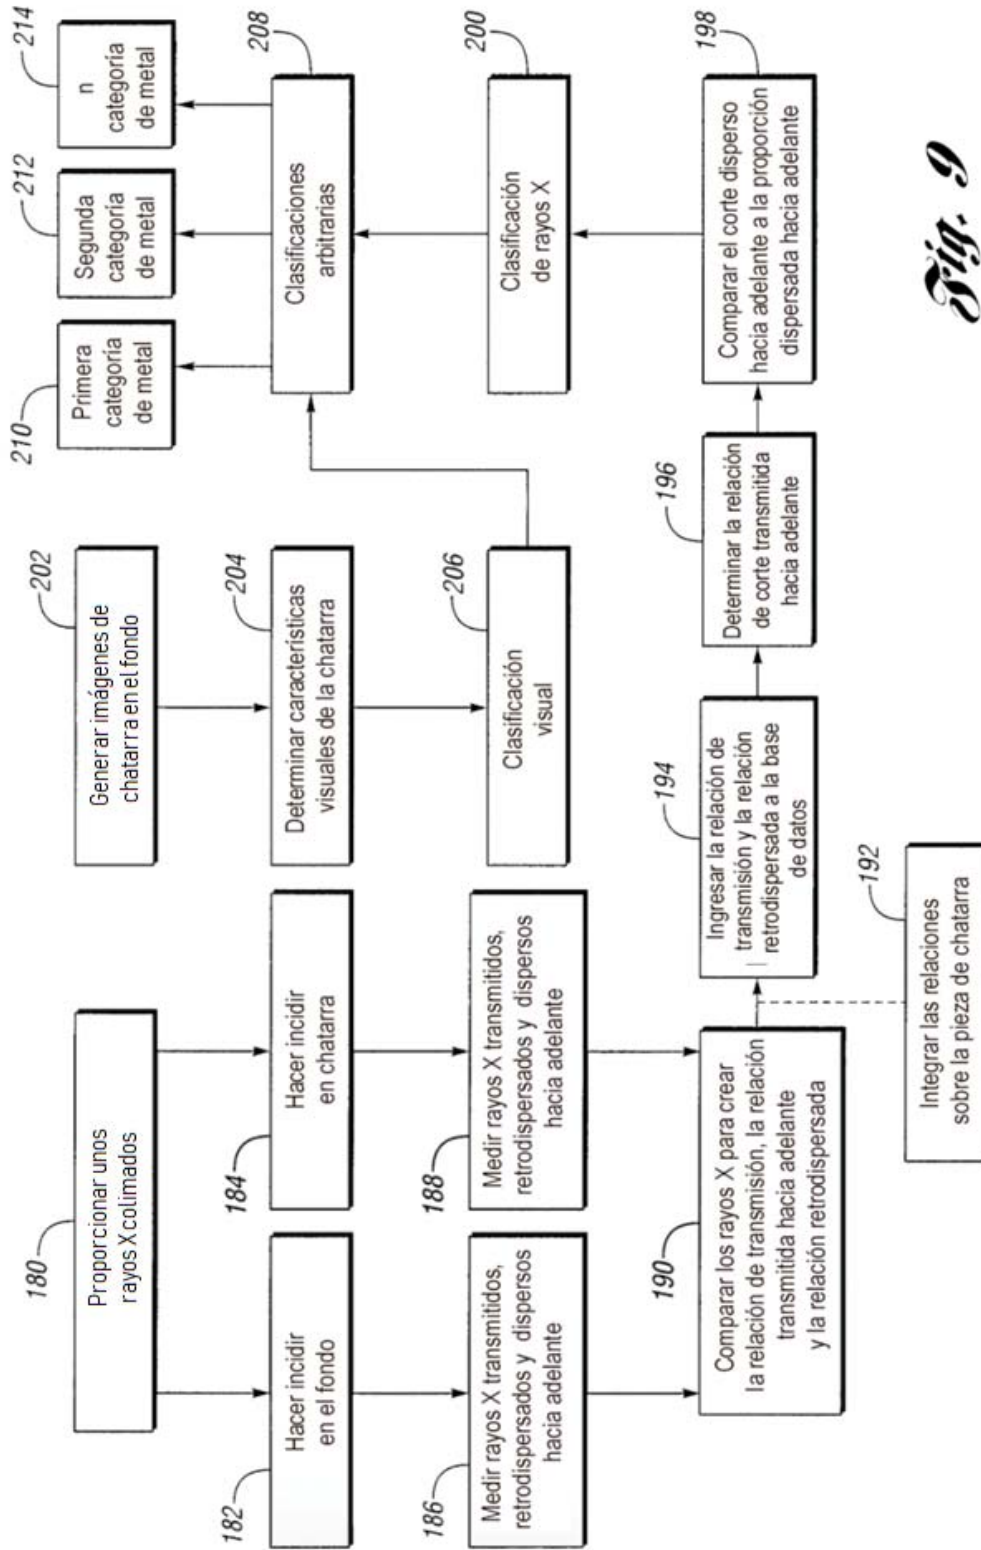 180
Proporcionar unos
rayos X colimados
182
Hacer incidir
en el fondo
184
Hacer incidir
en chatarra
186
Medir rayos X transmitidos,
retrodispersados y dispersos
hacia adelante
188
Medir rayos X transmitidos,
retrodispersados y dispersos
hacia adelante
190
Comparar los rayos X para crear
la relación de transmisión, la relación
transmitida hacia adelante
y la relación retrodispersada
192
Integrar las relaciones
sobre la pieza de chatarra
194
Ingresar la relación de
transmisión y la relación
retrodispersada a la base
de datos
196
Determinar la relación
de corte transmitida
hacia adelante
198
Comparar el corte disperso
hacia adelante a la proporción
dispersada hacia adelante
200
Clasificación
de rayos X
202
Generar imágenes de
chatarra en el fondo
204
Determinar características
visuales de la chatarra
206
Clasificación
visual
208
Clasificaciones
arbitrarias
210
Primera
categoría
de metal
212
Segunda
categoría
de metal
214
n
categoría
de metal
Fig. 9